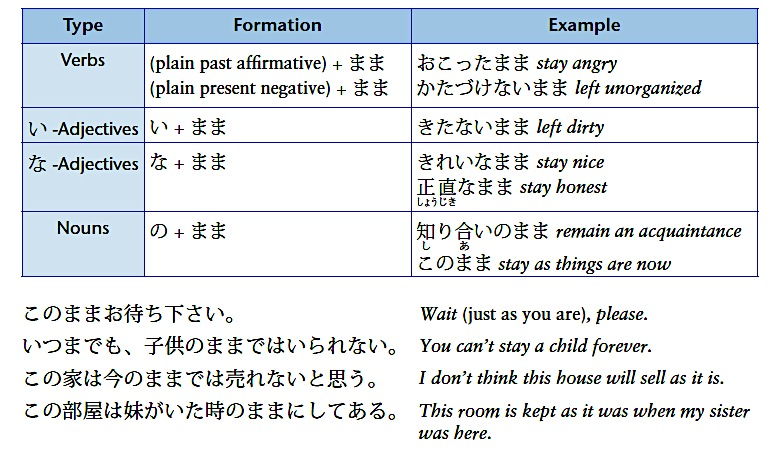 Type Formation Example
Verbs (plain past affirmative) + まま おこったまま stay angry
(plain present negative) + まま かたづけないまま left unorganized
い -Adjectives い + まま きたないまま left dirty
な -Adjectives な + まま きれいなまま stay nice
正直なまま stay honest
しょうじき
Nouns の + まま 知り合いのまま remain an acquaintance
し あ
このまま stay as things are now
このままお待ち下さい。 Wait (just as you are), please.
いつまでも、子供のままではいられない。 You can't stay a child forever.
この家は今のままでは売れないと思う。 I don't think this house will sell as it is.
この部屋は妹がいた時のままにしてある。 This room is kept as it was when my sister
was here.